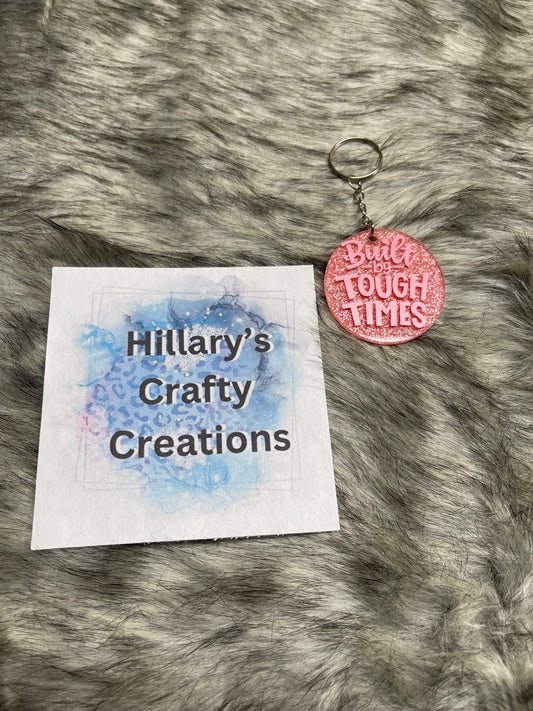 Built
by
TOUGH
TIMES
Hillary's
Crafty
Creations